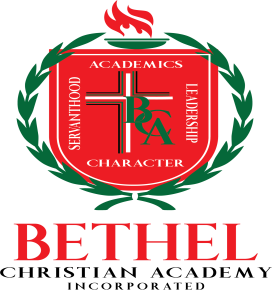 ACADEMICS
SERVANTHOOD
LEADERSHIP
BCA
CHARACTER
BETHEL
CHRISTIAN ACADEMY
INCORPORATED